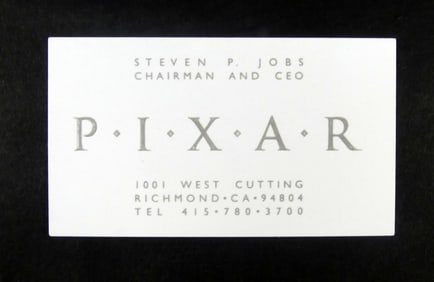 STEVEN P. JOBS
CHAIRMAN AND CEO
P·I·X·A·R
1001 WEST CUTTING
RICHMOND•CA•94804
TEL 415•780•3700